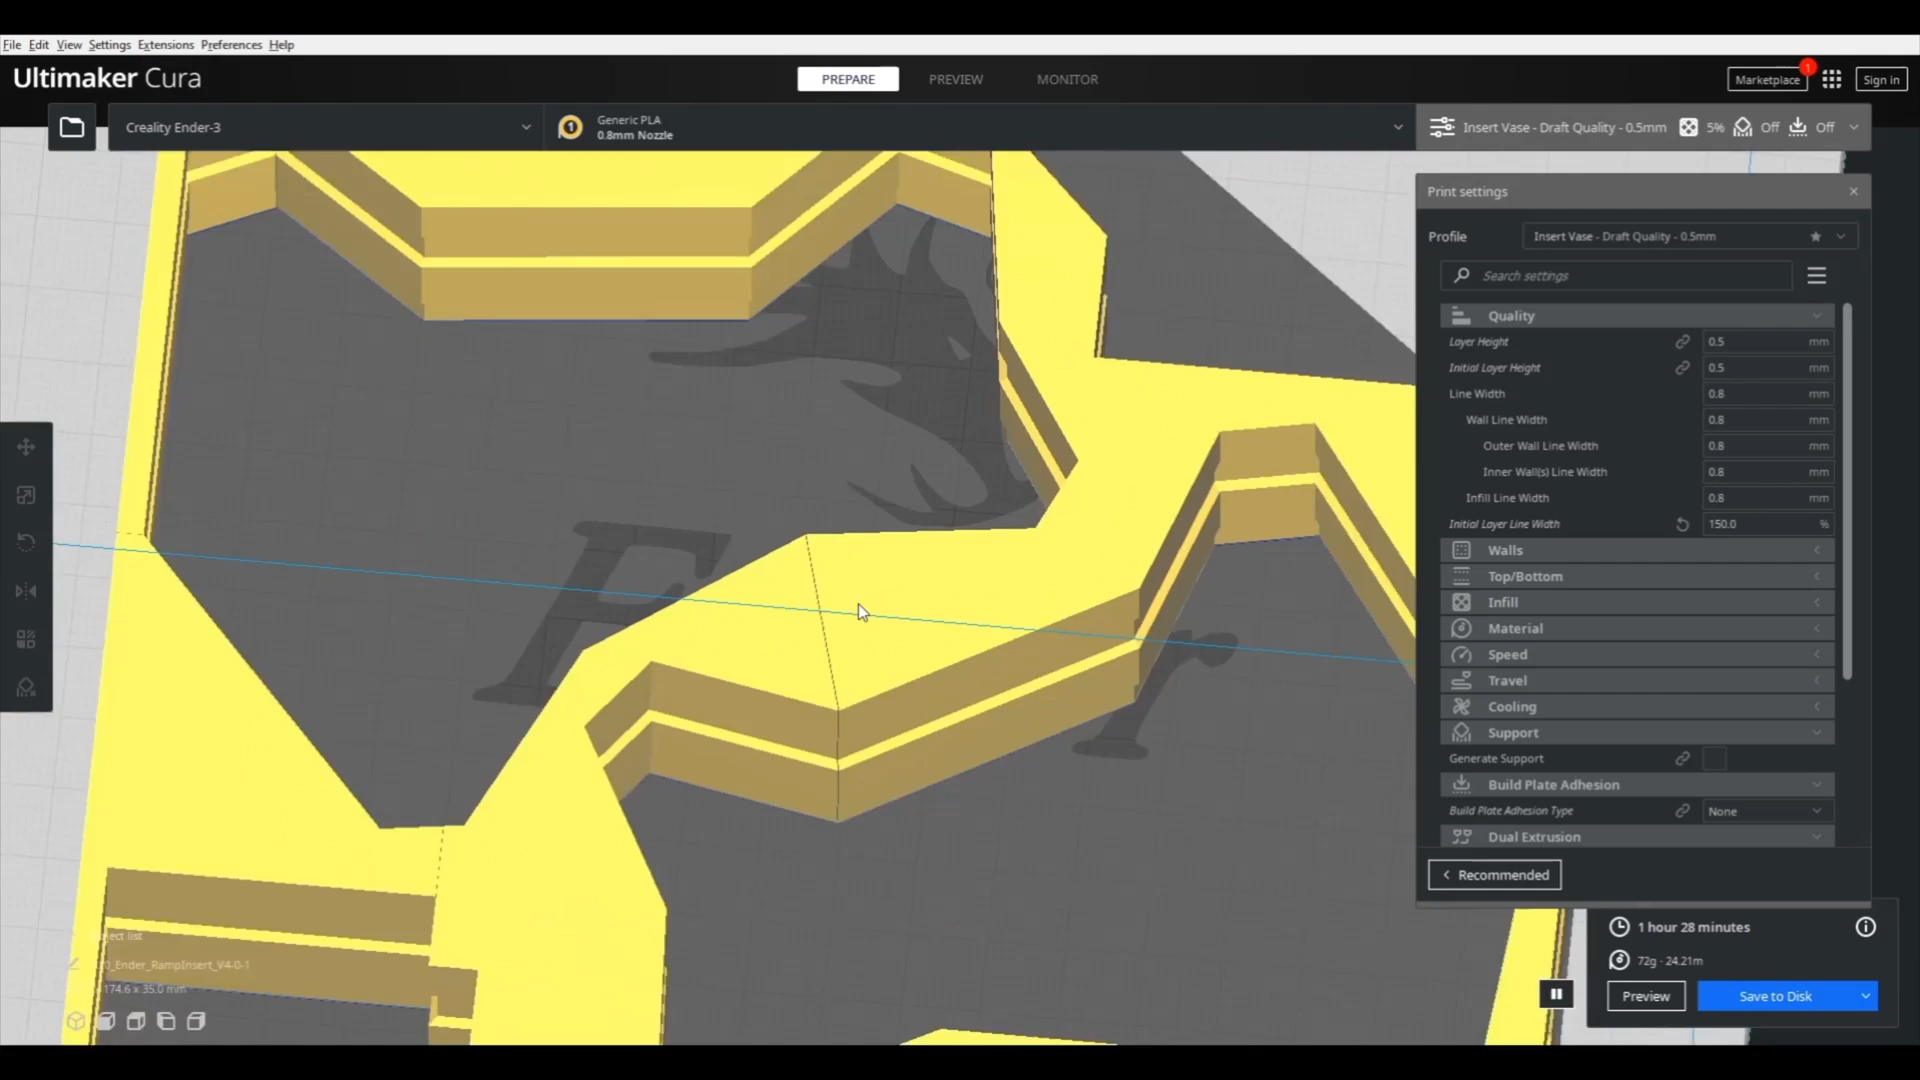 File Edit View Settings Extensions Preferences Help
Ultimaker Cura
PREPARE PREVIEW MONITOR
Marketplace 1 Sign in
Creality Ender-3
1 Generic PLA
0.8mm Nozzle
Insert Vase - Draft Quality - 0.5mm 5% Off Off
Print settings
Profile Insert Vase - Draft Quality - 0.5mm
Search settings
Quality
Layer Height 0.5 mm
Initial Layer Height 0.5 mm
Line Width 0.8 mm
Wall Line Width 0.8 mm
Outer Wall Line Width 0.8 mm
Inner Wall(s) Line Width 0.8 mm
Infill Line Width 0.8 mm
Initial Layer Line Width 150.0 %
Walls
Top/Bottom
Infill
Material
Speed
Travel
Cooling
Support
Generate Support
Build Plate Adhesion
Build Plate Adhesion Type None
Dual Extrusion
Recommended
E
r
list
_Ender_RampInsert_V4-0-1
174.6 x 35.0 mm
1 hour 28 minutes
72g · 24.21m
Preview Save to Disk